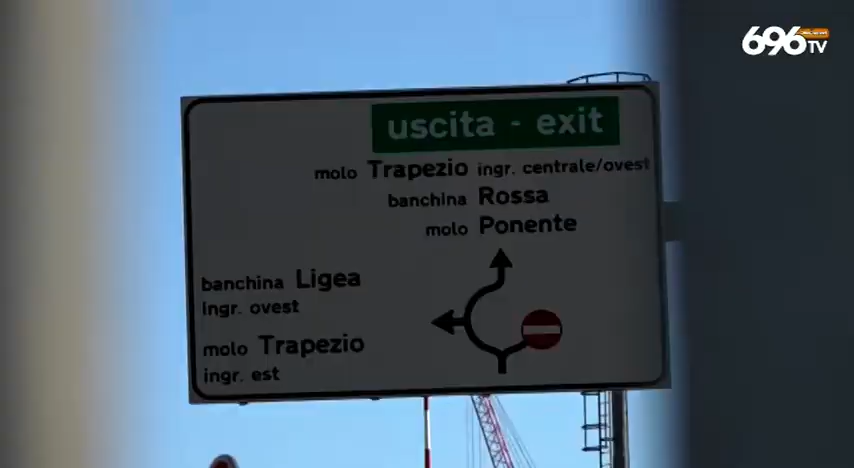 696 TV
uscita - exit
molo Trapezio ingr. centrale/ovest
banchina Rossa
molo Ponente
banchina Ligea
ingr. ovest
molo Trapezio
ingr. est